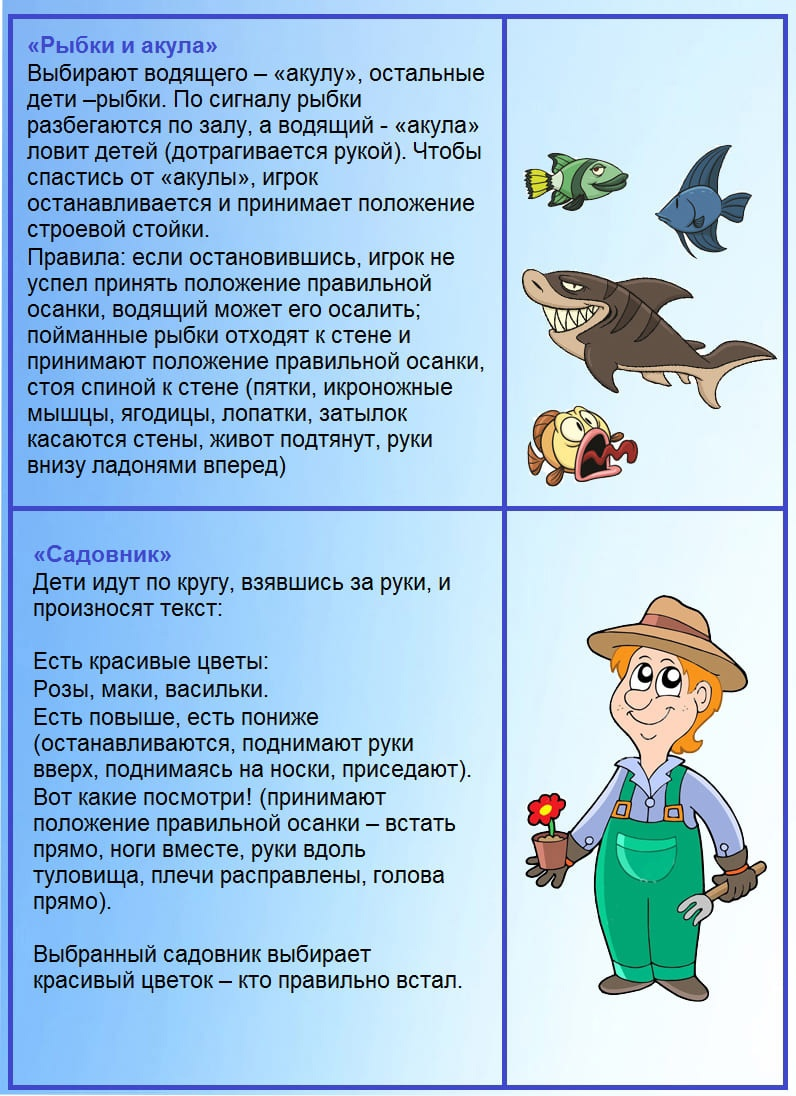 «Рыбки и акула»
Выбирают водящего – «акулу», остальные
дети –рыбки. По сигналу рыбки
разбегаются по залу, а водящий - «акула»
ловит детей (дотрагивается рукой). Чтобы
спастись от «акулы», игрок
останавливается и принимает положение
строевой стойки.
Правила: если остановившись, игрок не
успел принять положение правильной
осанки, водящий может его осалить;
пойманные рыбки отходят к стене и
принимают положение правильной осанки,
стоя спиной к стене (пятки, икроножные
мышцы, ягодицы, лопатки, затылок
касаются стены, живот подтянут, руки
внизу ладонями вперед)
«Садовник»
Дети идут по кругу, взявшись за руки, и
произносят текст:
Есть красивые цветы:
Розы, маки, васильки.
Есть повыше, есть пониже
(останавливаются, поднимают руки
вверх, поднимаясь на носки, приседают).
Вот какие посмотри! (принимают
положение правильной осанки – встать
прямо, ноги вместе, руки вдоль
туловища, плечи расправлены, голова
прямо).
Выбранный садовник выбирает
красивый цветок – кто правильно встал.